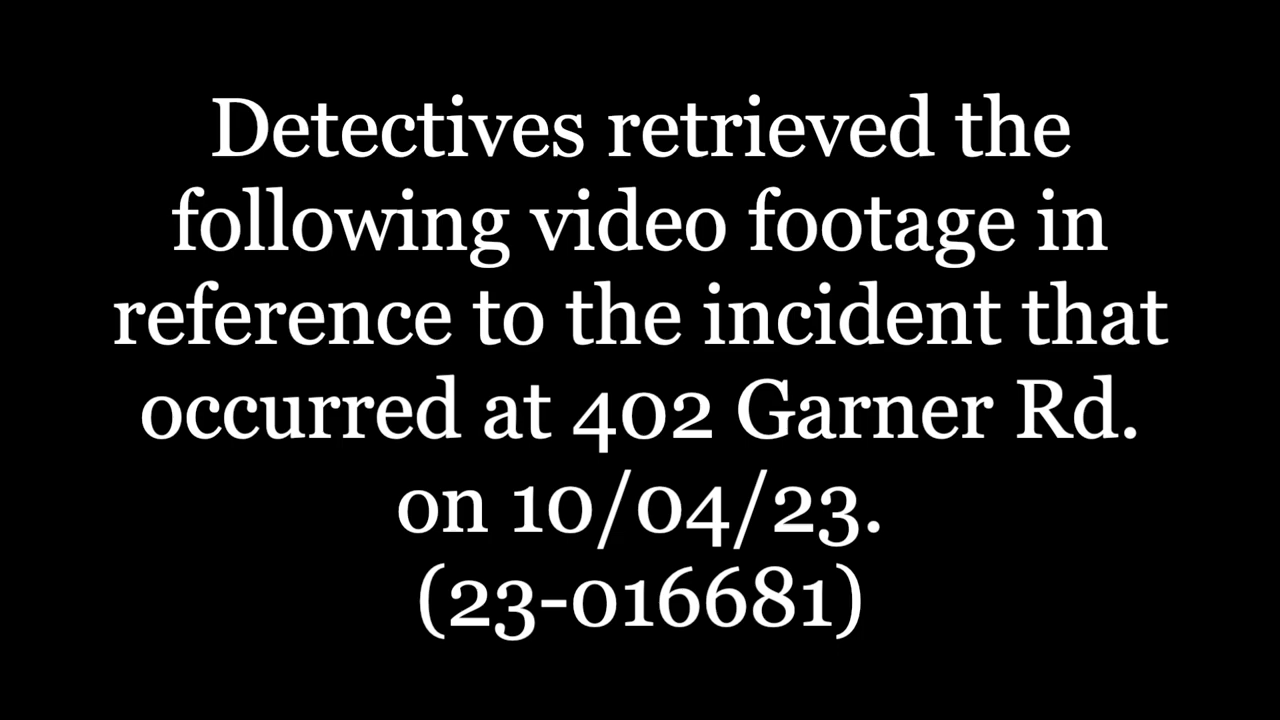 Detectives retrieved the
following video footage in
reference to the incident that
occurred at 402 Garner Rd.
on 10/04/23.
(23-016681)